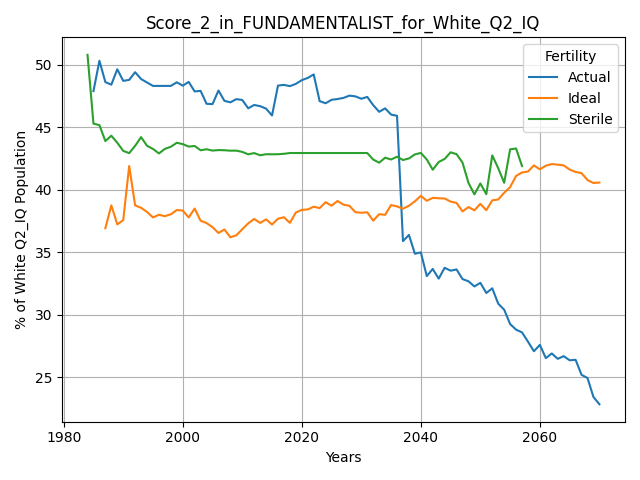 Score_2_in_FUNDAMENTALIST_for_White_Q2_IQ
% of White Q2_IQ Population
50
45
40
35
30
25
Fertility
Actual
Ideal
Sterile
1980
2000
2020
2040
2060
Years